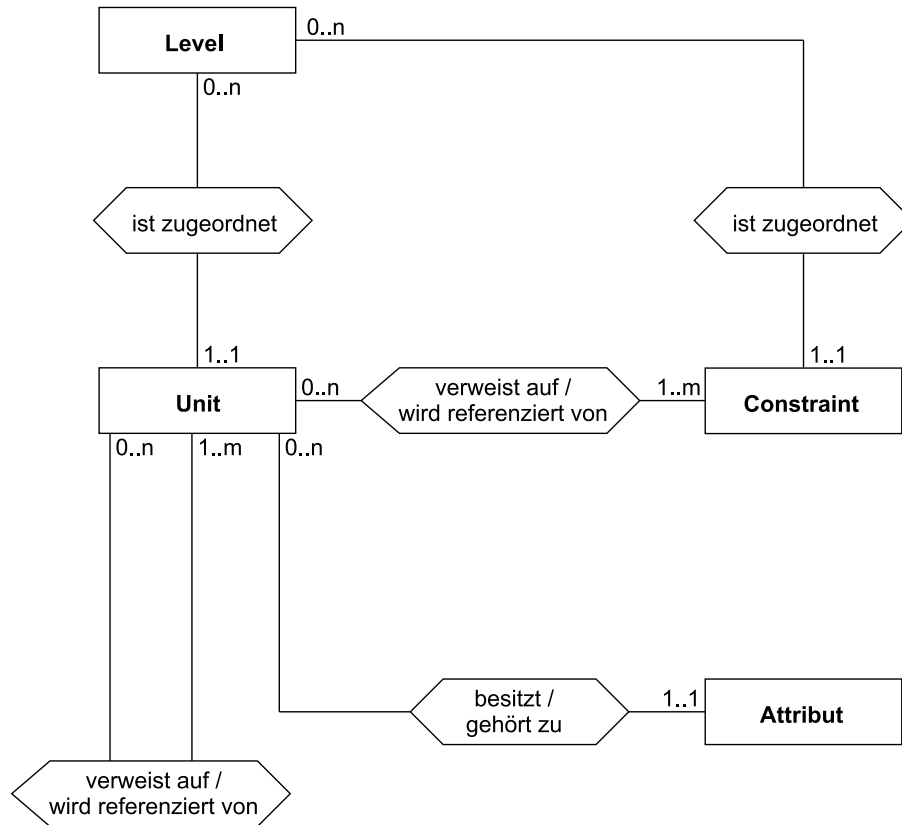 Level
0..n
0..n
ist zugeordnet
ist zugeordnet
1..1
1..1
Unit
0..n
verweist auf /
wird referenziert von
1..m
Constraint
0..n
1..m
0..n
besitzt /
gehört zu
1..1
Attribut
verweist auf /
wird referenziert von